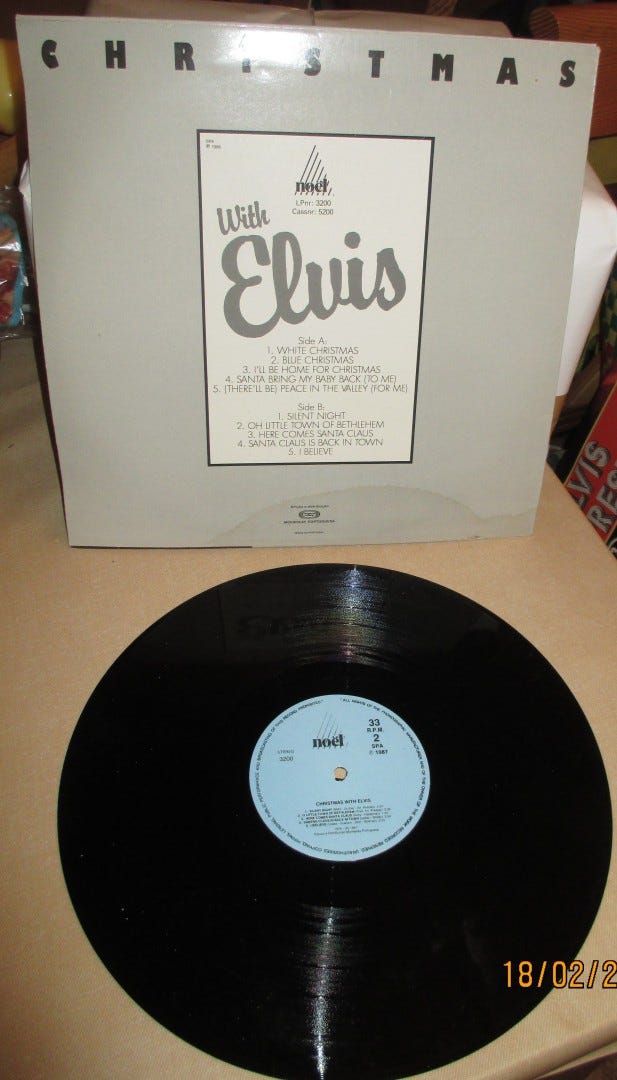 CHRISTMAS
noël
LPnr: 3200
Cassnr: 5200
With
Elvis
Side A:
1. WHITE CHRISTMAS
2. BLUE CHRISTMAS
3. I'LL BE HOME FOR CHRISTMAS
4. SANTA BRING MY BABY BACK (TO ME)
5. (THERE'LL BE) PEACE IN THE VALLEY (FOR ME)
Side B:
1. SILENT NIGHT
2. OH LITTLE TOWN OF BETHLEHEM
3. HERE COMES SANTA CLAUS
4. SANTA CLAUS IS BACK IN TOWN
5. I BELIEVE
noël
33
R.P.M.
2
SPA
℗ 1987
STEREO
3200
CHRISTMAS WITH ELVIS
18/02/2